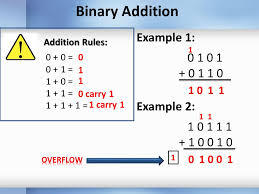 Binary Addition
Addition Rules:
0 + 0 = 0
0 + 1 = 1
1 + 0 = 1
1 + 1 = 0 carry 1
1 + 1 + 1 = 1 carry 1
Example 1:
1
0 1 0 1
+ 0 1 1 0
1 0 1 1
Example 2:
1 1
1 0 1 1 1
+ 1 0 0 1 0
OVERFLOW 1 0 1 0 0 1